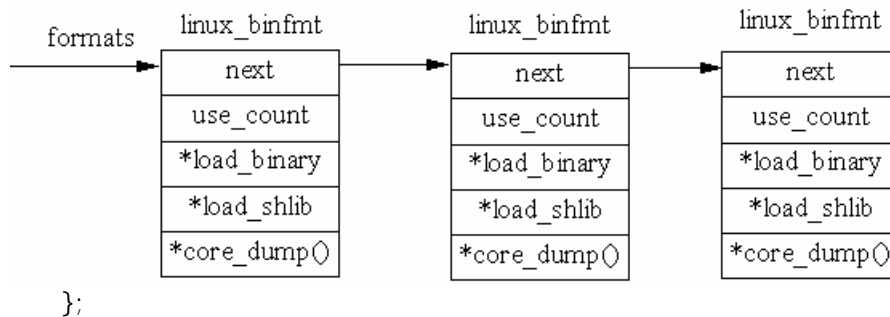 linux_binfmt linux_binfmt linux_binfmt
formats
next next next
use_count use_count use_count
*load_binary *load_binary *load_binary
*load_shlib *load_shlib *load_shlib
*core_dump() *core_dump() *core_dump()
};